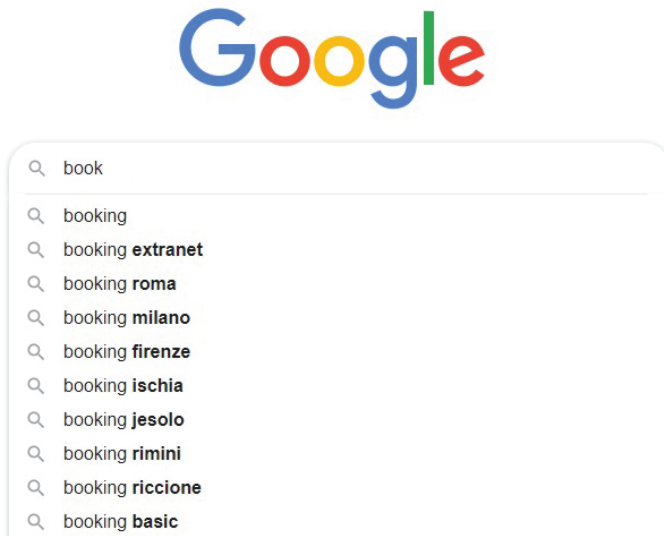 Google
book
booking
booking extranet
booking roma
booking milano
booking firenze
booking ischia
booking jesolo
booking rimini
booking riccione
booking basic